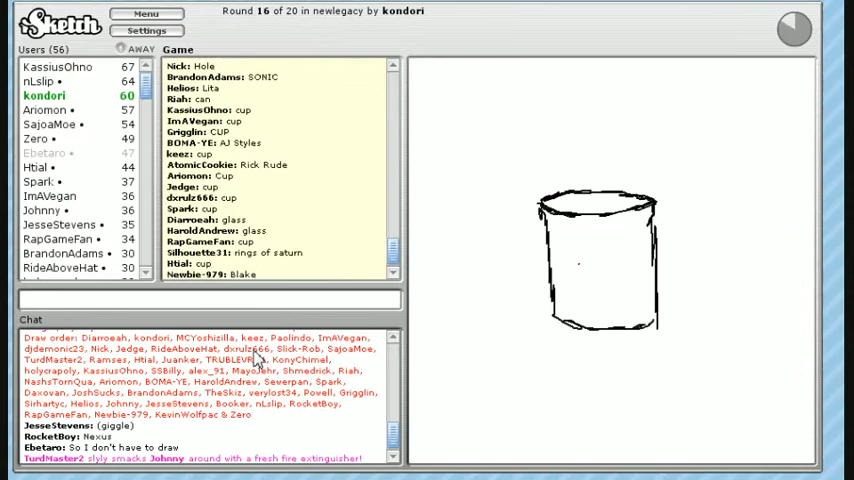 iSketch
Menu
Settings
Round 16 of 20 in newlegacy by kondori
Users (56)
AWAY
KassiusOhno 67
nLslip • 64
kondori 60
Ariomon • 57
SajoaMoe • 54
Zero • 49
Ebetaro • 47
Htial • 44
Spark • 37
ImAVegan 36
Johnny • 36
JesseStevens • 35
RapGameFan • 34
BrandonAdams • 30
RideAboveHat • 30
Game
Nick: Hole
BrandonAdams: SONIC
Helios: Lita
Riah: can
KassiusOhno: cup
ImAVegan: cup
Grigglin: CUP
BOMA-YE: AJ Styles
keez: cup
AtomicCookie: Rick Rude
Ariomon: Cup
Jedge: cup
dxrulz666: cup
Spark: cup
Diarroeah: glass
HaroldAndrew: glass
RapGameFan: cup
Silhouette31: rings of saturn
Htial: cup
Newbie-979: Blake
Chat
Draw order: Diarroeah, kondori, MCYoshizilla, keez, Paolindo, ImAVegan,
djdemonic23, Nick, Jedge, RideAboveHat, dxrulz666, Slick-Rob, SajoaMoe,
TurdMaster2, Ramses, Htial, Juanker, KonyChimel,
holycrapoly, KassiusOhno, SSBilly, alex_91, MayoJehr, Shmedrick, Riah,
NashsTornQua, Ariomon, BOMA-YE, HaroldAndrew, Sewerpan, Spark,
Daxovan, JoshSucks, BrandonAdams, TheSkiz, verylost34, Powell, Grigglin,
Sirhartyc, Helios, Johnny, JesseStevens, Booker, nLslip, RocketBoy,
RapGameFan, Newbie-979, KevinWolfpac & Zero
JesseStevens: (giggle)
RocketBoy: Nexus
Ebetaro: So I don't have to draw
TurdMaster2 slyly smacks Johnny around with a fresh fire extinguisher!